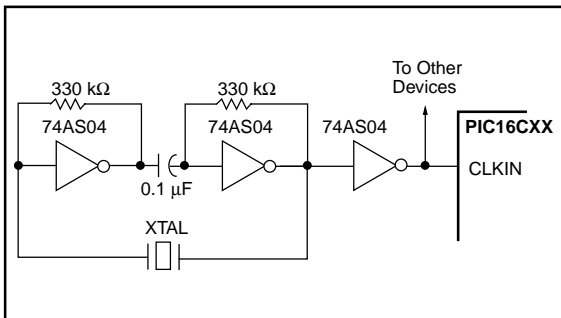 330 kΩ
330 kΩ
To Other
Devices
74AS04
74AS04
74AS04
PIC16CXX
CLKIN
0.1 µF
XTAL